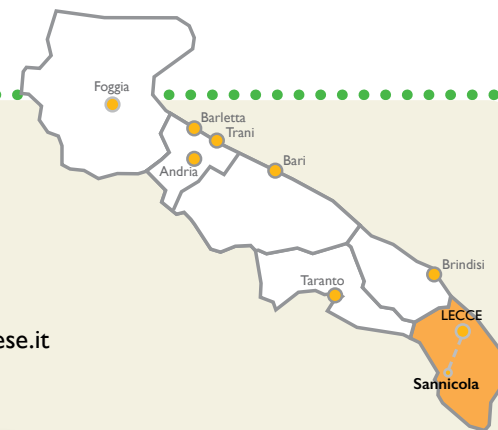 Foggia
Barletta
Trani
Andria
Bari
Brindisi
Taranto
LECCE
ese.it
Sannicola